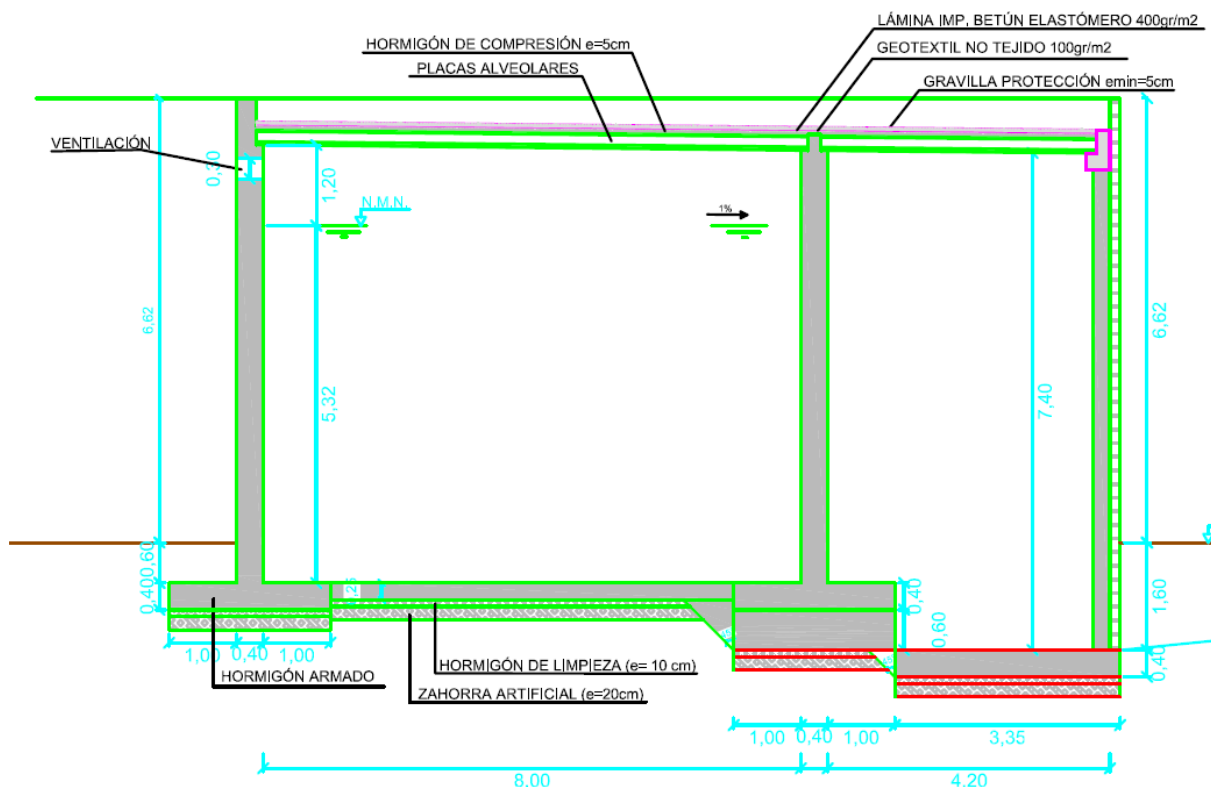 LÁMINA IMP, BETÚN ELASTÓMERO 400gr/m2
HORMIGÓN DE COMPRESIÓN e=5cm
GEOTEXTIL NO TEJIDO 100gr/m2
PLACAS ALVEOLARES
GRAVILLA PROTECCIÓN emin=5cm
VENTILACIÓN
0,30
1,20
N.M.N.
1%
6,62
6,62
5,32
7,40
0,60
0,40
,25
0,40
0,60
1,60
0,40
1,00 0,40 1,00
HORMIGÓN DE LIMPIEZA (e= 10 cm)
HORMIGÓN ARMADO
ZAHORRA ARTIFICIAL (e=20cm)
1,00 0,40 1,00 3,35
8.00 4.20